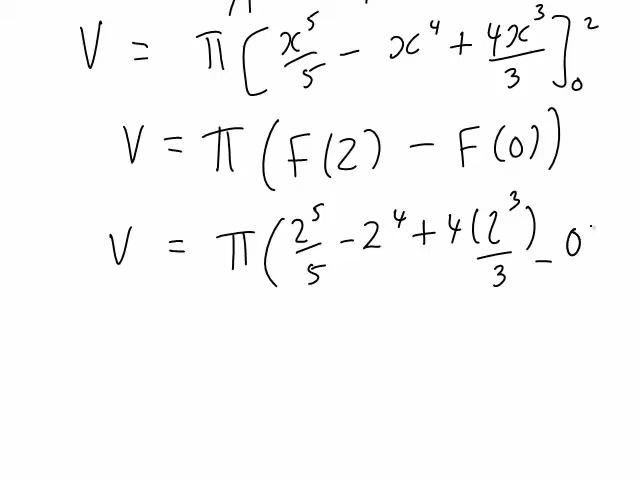 V = π[x⁵/5 − x⁴ + 4x³/3]₀²
V = π(F(2) − F(0))
V = π(2⁵/5 − 2⁴ + 4(2³)/3 − 0